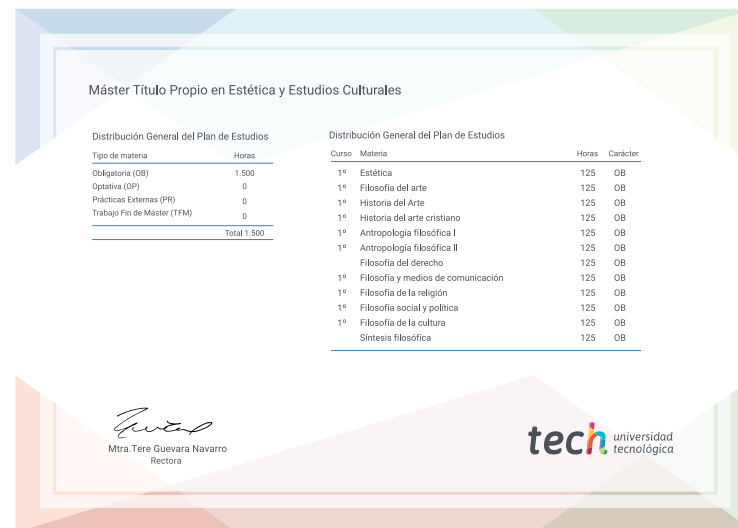 Máster Título Propio en Estética y Estudios Culturales
Distribución General del Plan de Estudios
Tipo de materia Horas
Obligatoria (OB) 1.500
Optativa (OP) 0
Prácticas Externas (PR) 0
Trabajo Fin de Máster (TFM) 0
Total 1.500
Distribución General del Plan de Estudios
Curso Materia Horas Carácter
1º Estética 125 OB
1º Filosofía del arte 125 OB
1º Historia del Arte 125 OB
1º Historia del arte cristiano 125 OB
1º Antropología filosófica I 125 OB
1º Antropología filosófica II 125 OB
Filosofía del derecho 125 OB
1º Filosofía y medios de comunicación 125 OB
1º Filosofía de la religión 125 OB
1º Filosofía social y política 125 OB
1º Filosofía de la cultura 125 OB
Síntesis filosófica 125 OB
Mtra.Tere Guevara Navarro
Rectora
tech universidad
tecnológica